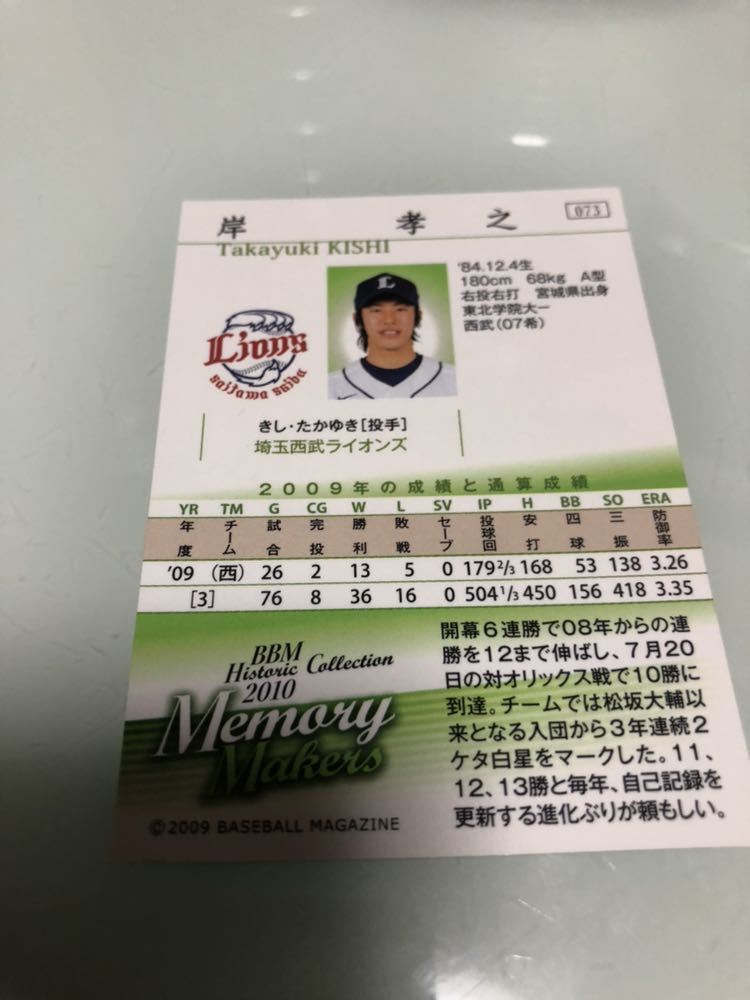 岸 孝 之
073
Takayuki KISHI
'84.12.4生
180cm 68kg A型
右投右打 宮城県出身
東北学院大ー
西武(07希)
L
Lions
saitama seibu
きし・たかゆき[投手]
埼玉西武ライオンズ
2009年の成績と通算成績
YR TM G CG W L SV IP H BB SO ERA
年度 チーム 試合 完投 勝利 敗戦 セーブ 投球回 安打 四球 三振 防御率
'09 (西) 26 2 13 5 0 179 2/3 168 53 138 3.26
[3] 76 8 36 16 0 504 1/3 450 156 418 3.35
BBM
Historic Collection
2010
Memory
Makers
©2009 BASEBALL MAGAZINE
開幕6連勝で08年からの連
勝を12まで伸ばし、7月20
日の対オリックス戦で10勝に
到達。チームでは松坂大輔以
来となる入団から3年連続2
ケタ白星をマークした。11、
12、13勝と毎年、自己記録を
更新する進化ぶりが頼もしい。